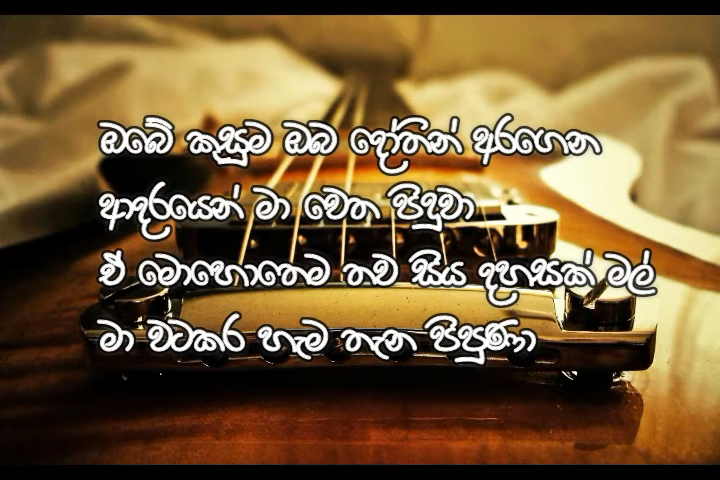 ඔබේ කුසුම ඔබ දෝතින් අරගෙන
ආදරයෙන් මා වෙත පිදුවා
ඒ මොහොතෙම තව සිය දහසක් මල්
මා වටකර හැම තැන පිපුණා